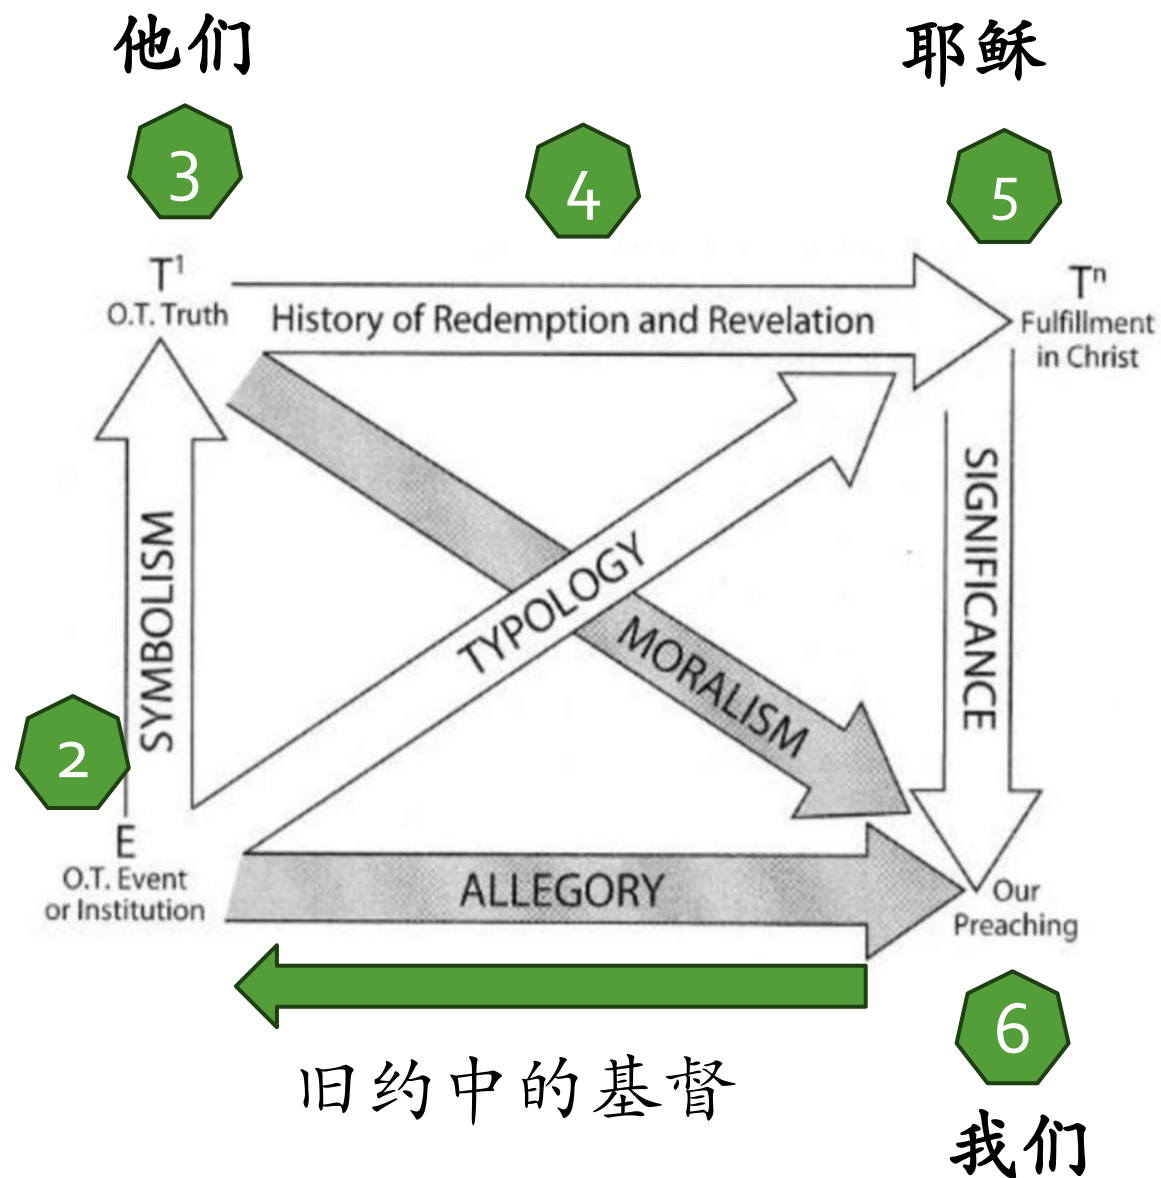 他们
耶稣
3
4
5
T¹
O.T. Truth
History of Redemption and Revelation
Tⁿ
Fulfillment
in Christ
SYMBOLISM
TYPOLOGY
MORALISM
SIGNIFICANCE
2
E
O.T. Event
or Institution
ALLEGORY
Our
Preaching
旧约中的基督
6
我们